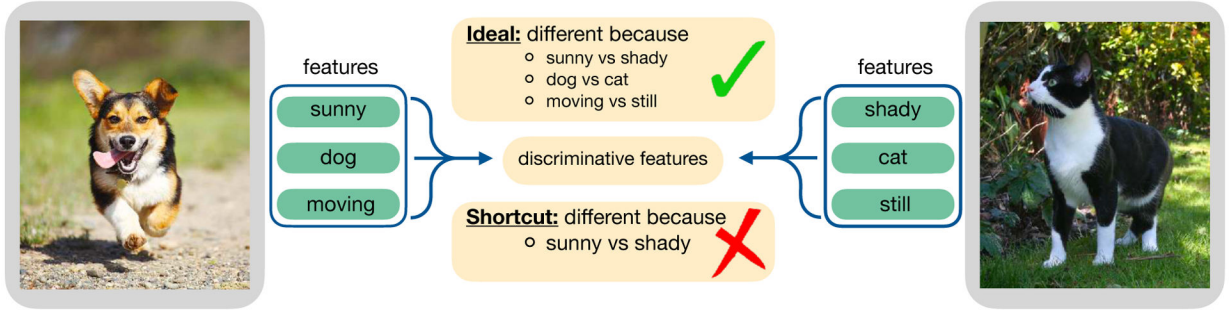 features
sunny
dog
moving
Ideal: different because
sunny vs shady
dog vs cat
moving vs still
discriminative features
Shortcut: different because
sunny vs shady
features
shady
cat
still